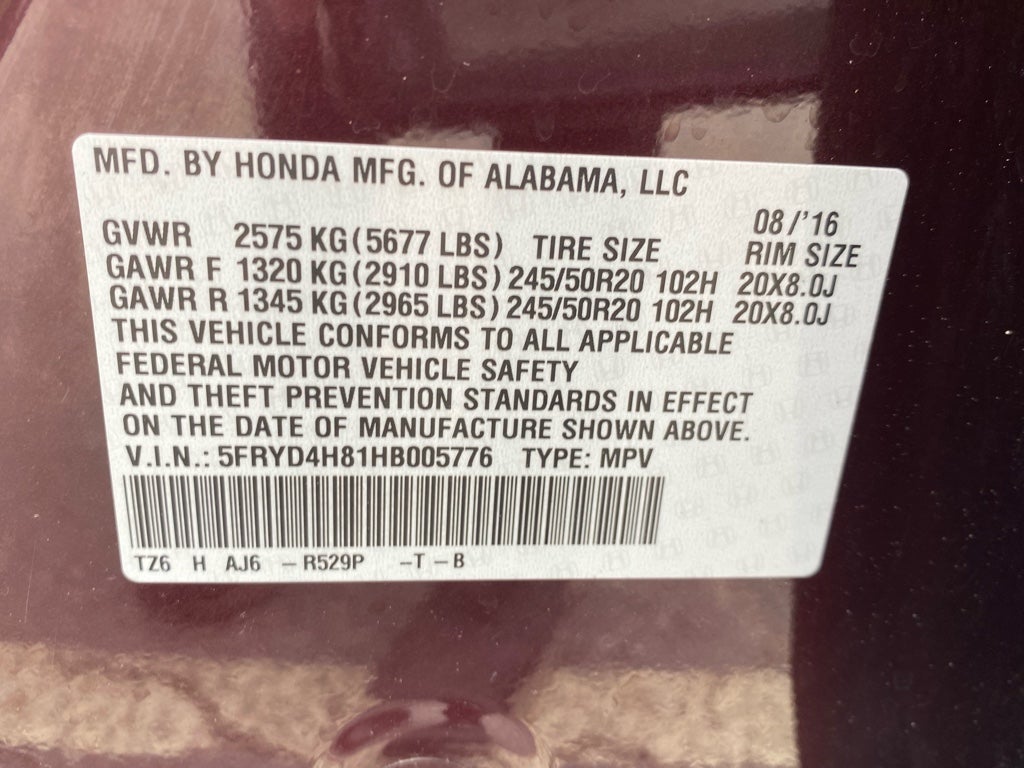 MFD. BY HONDA MFG. OF ALABAMA, LLC
08/'16
GVWR 2575 KG (5677 LBS) TIRE SIZE RIM SIZE
GAWR F 1320 KG (2910 LBS) 245/50R20 102H 20X8.0J
GAWR R 1345 KG (2965 LBS) 245/50R20 102H 20X8.0J
THIS VEHICLE CONFORMS TO ALL APPLICABLE
FEDERAL MOTOR VEHICLE SAFETY
AND THEFT PREVENTION STANDARDS IN EFFECT
ON THE DATE OF MANUFACTURE SHOWN ABOVE.
V.I.N.: 5FRYD4H81HB005776 TYPE: MPV
TZ6 H AJ6 –R529P –T–B